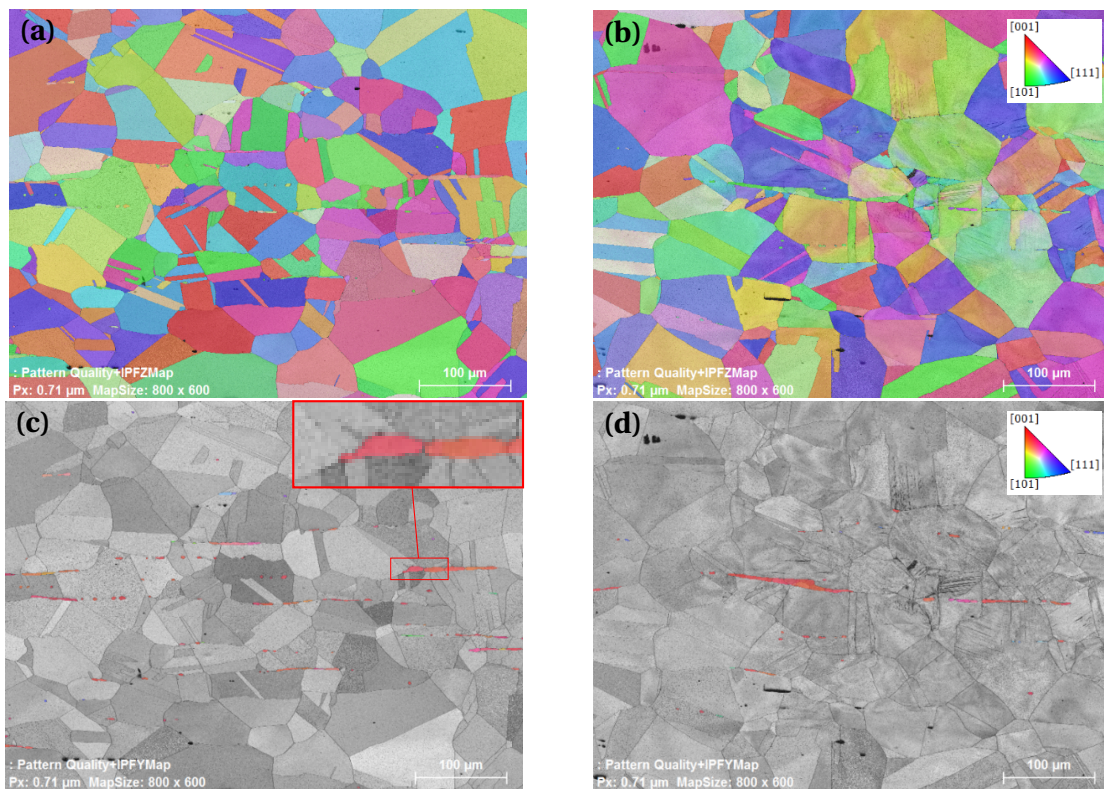 (a)
: Pattern Quality+IPFZMap
Px: 0.71 µm MapSize: 800 x 600
100 µm
(b)
[001]
[111]
[101]
: Pattern Quality+IPFZMap
Px: 0.71 µm MapSize: 800 x 600
100 µm
(c)
: Pattern Quality+IPFYMap
Px: 0.71 µm MapSize: 800 x 600
100 µm
(d)
[001]
[111]
[101]
: Pattern Quality+IPFYMap
Px: 0.71 µm MapSize: 800 x 600
100 µm